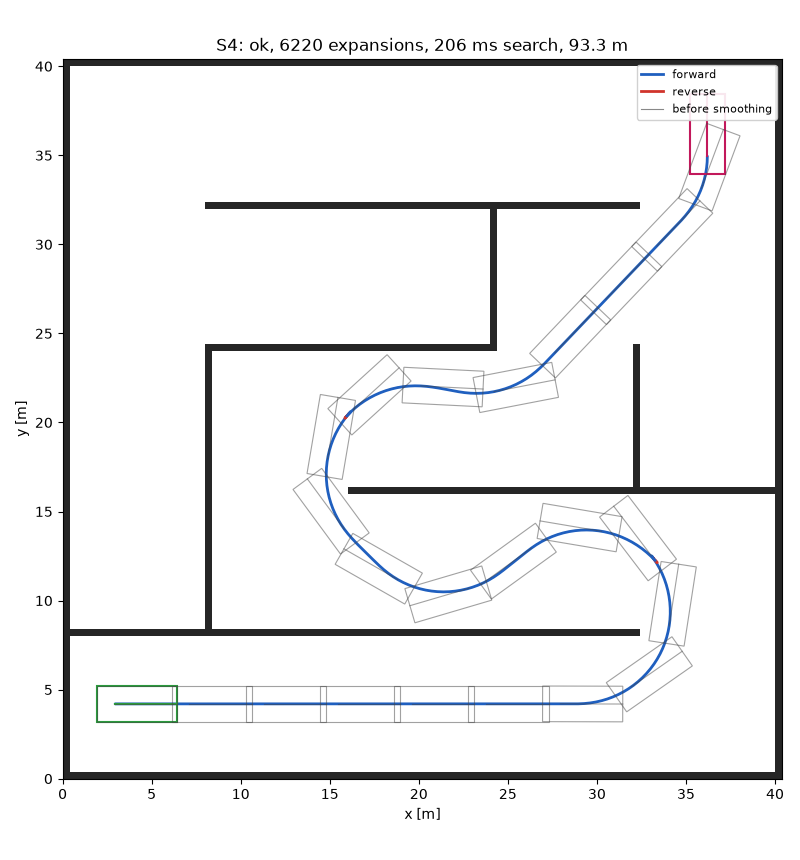 S4: ok, 6220 expansions, 206 ms search, 93.3 m
forward
reverse
before smoothing
40
35
30
25
20
15
10
5
0
0 5 10 15 20 25 30 35 40
x [m]
y [m]